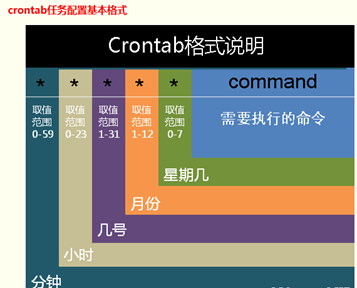 crontab任务配置基本格式
Crontab格式说明
* * * * * command
取值 取值 取值 取值 取值
范围 范围 范围 范围 范围
0-59 0-23 1-31 1-12 0-7
需要执行的命令
星期几
月份
几号
小时
分钟